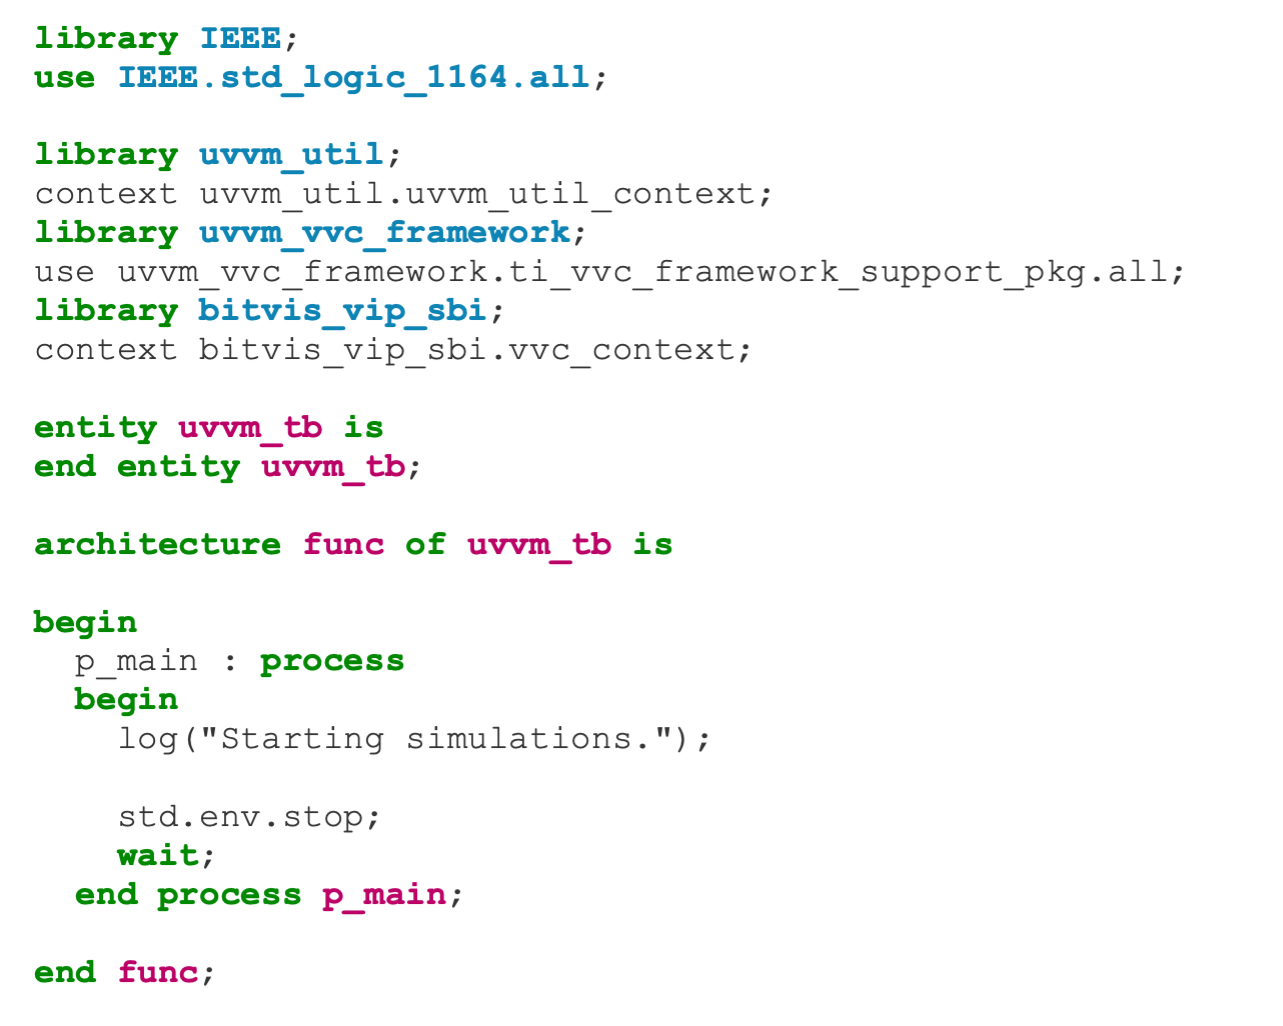 library IEEE;
use IEEE.std_logic_1164.all;
library uvvm_util;
context uvvm_util.uvvm_util_context;
library uvvm_vvc_framework;
use uvvm_vvc_framework.ti_vvc_framework_support_pkg.all;
library bitvis_vip_sbi;
context bitvis_vip_sbi.vvc_context;
entity uvvm_tb is
end entity uvvm_tb;
architecture func of uvvm_tb is
begin
p_main : process
begin
log("Starting simulations.");
std.env.stop;
wait;
end process p_main;
end func;